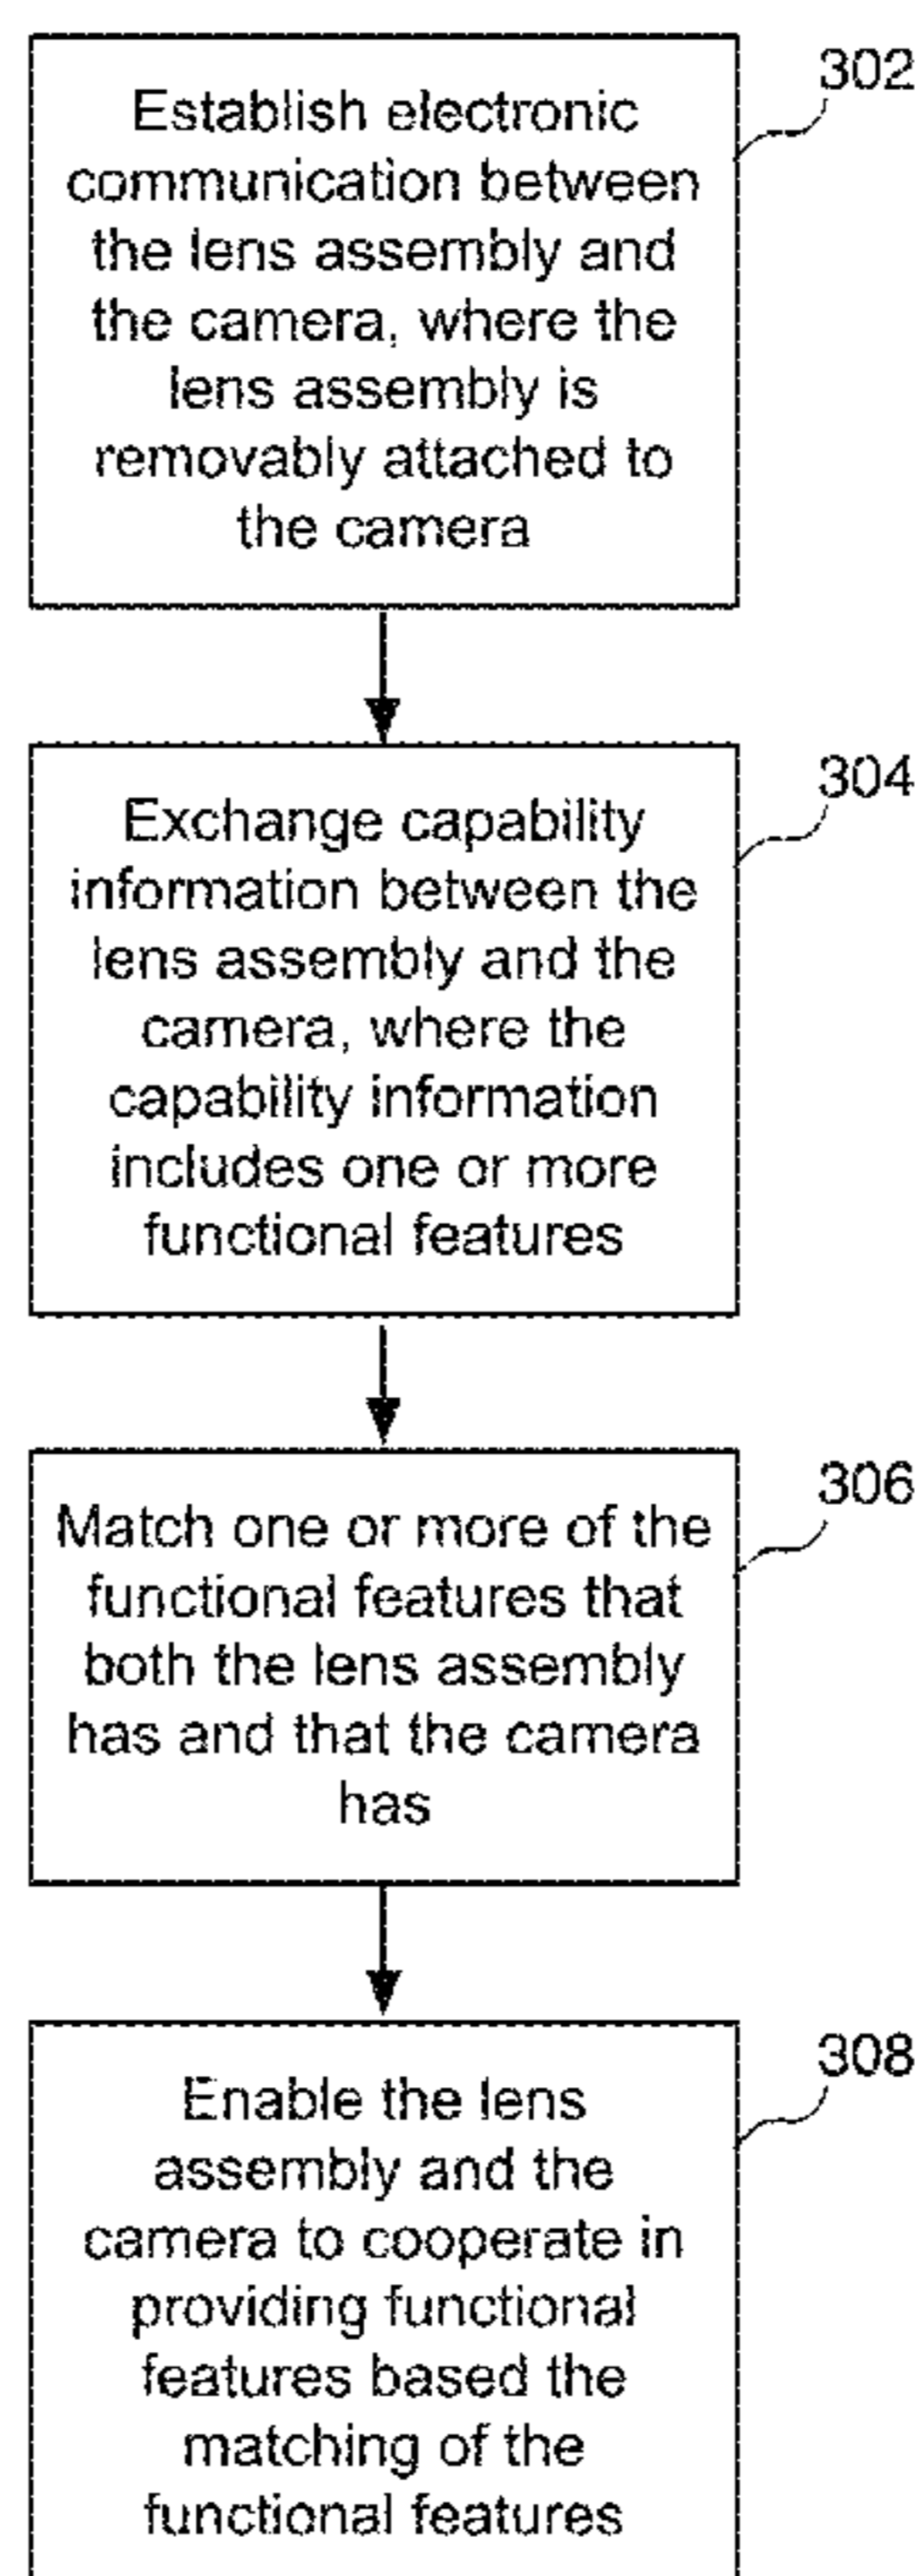 302
Establish electronic
communication between
the lens assembly and
the camera, where the
lens assembly is
removably attached to
the camera
304
Exchange capability
information between the
lens assembly and the
camera, where the
capability information
includes one or more
functional features
306
Match one or more of the
functional features that
both the lens assembly
has and that the camera
has
308
Enable the lens
assembly and the
camera to cooperate in
providing functional
features based the
matching of the
functional features